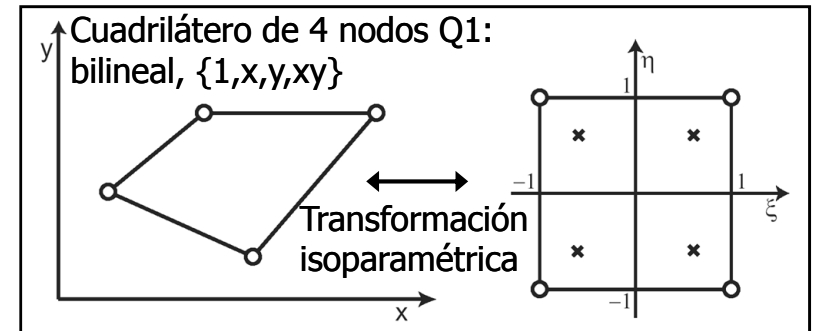 Cuadrilátero de 4 nodos Q1:
bilineal, {1,x,y,xy}
y
x
Transformación
isoparamétrica
η
1
−1
1
ξ
−1